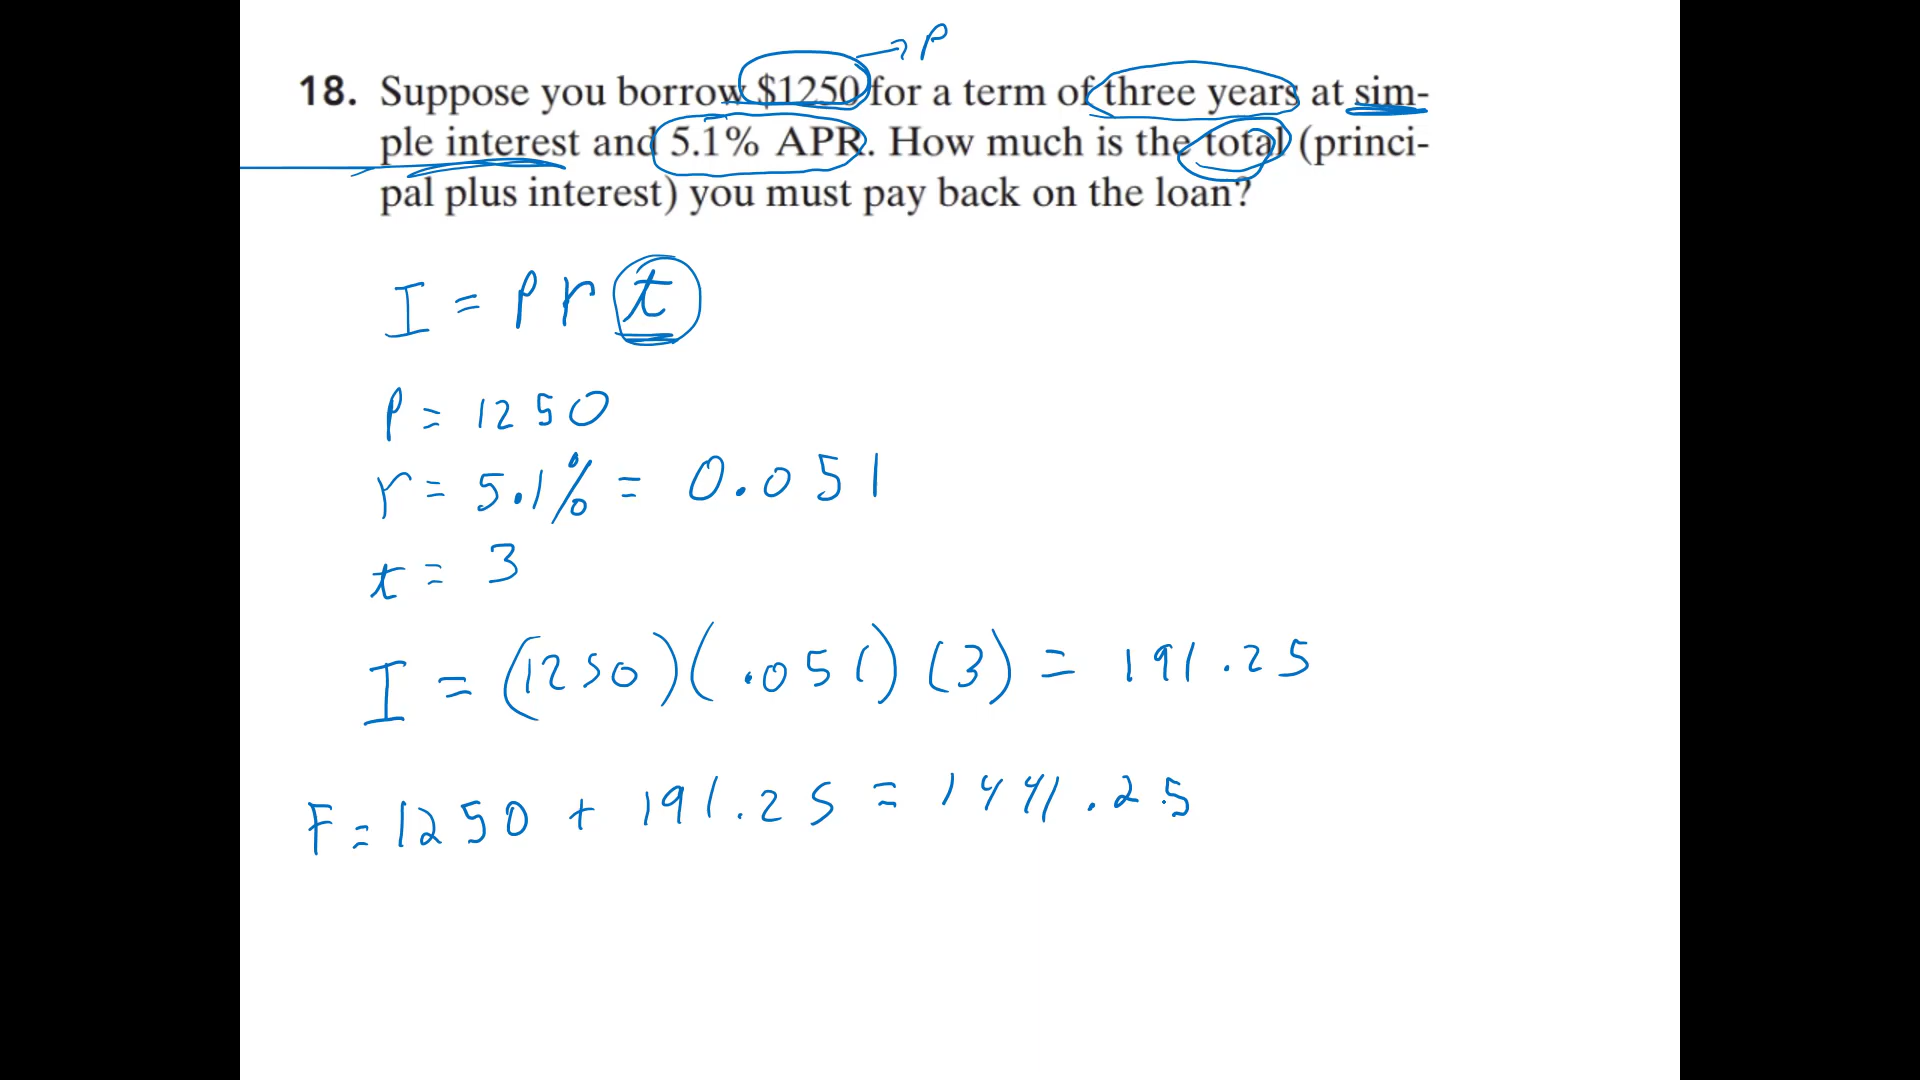 P
18. Suppose you borrow $1250 for a term of three years at sim-
ple interest and 5.1% APR. How much is the total (princi-
pal plus interest) you must pay back on the loan?
I = P r t
P = 1250
r = 5.1% = 0.051
t = 3
I = (1250)(.051)(3) = 191.25
F = 1250 + 191.25 = 1441.25